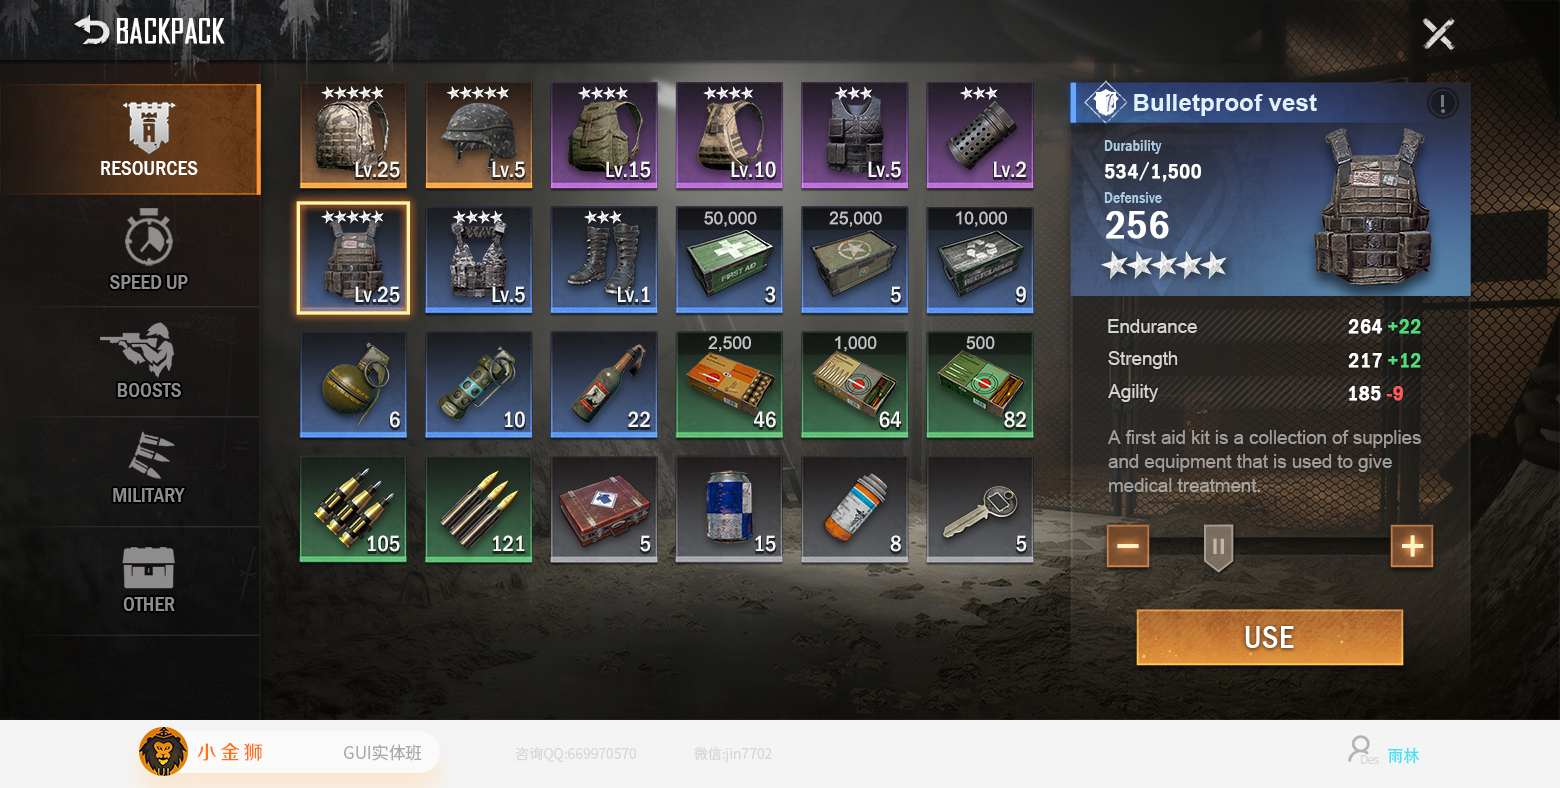 BACKPACK
RESOURCES
SPEED UP
BOOSTS
MILITARY
OTHER
Lv.25
Lv.5
Lv.15
Lv.10
Lv.5
Lv.2
Lv.25
Lv.5
Lv.1
50,000
FIRST AID
3
25,000
5
10,000
RECYCLABLES
9
6
10
22
2,500
46
1,000
64
500
82
105
121
5
15
8
5
Bulletproof vest
Durability
534/1,500
Defensive
256
Endurance 264 +22
Strength 217 +12
Agility 185 -9
A first aid kit is a collection of supplies
and equipment that is used to give
medical treatment.
USE
小金狮 GUI实体班 咨询QQ:669970570 微信:jin7702 Des 雨林
UI